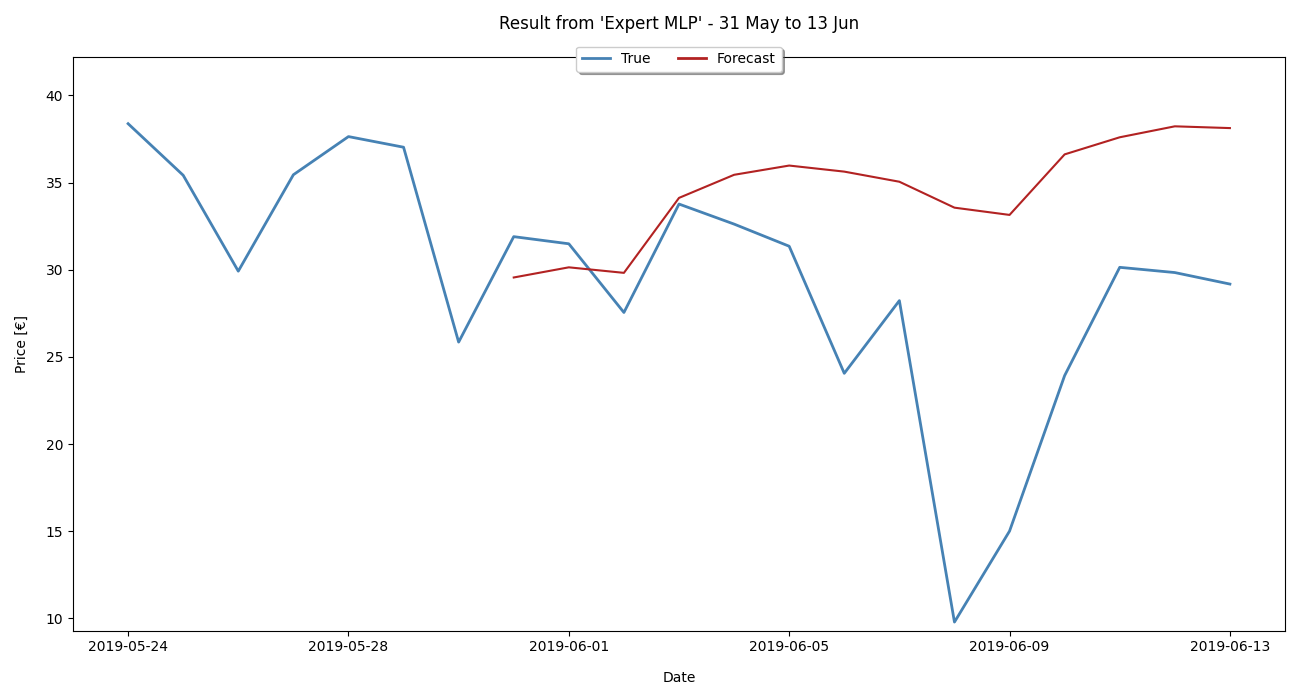 Result from 'Expert MLP' - 31 May to 13 Jun
True Forecast
40
35
30
25
20
15
10
Price [€]
2019-05-24 2019-05-28 2019-06-01 2019-06-05 2019-06-09 2019-06-13
Date